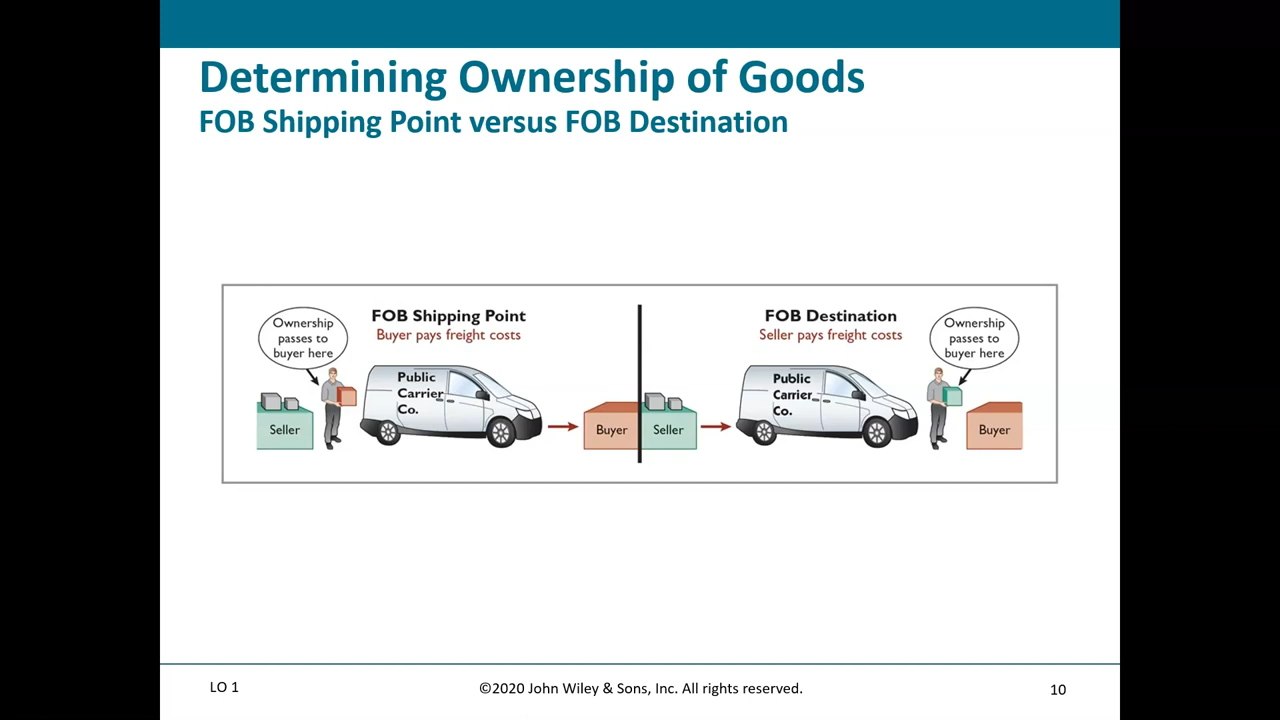 Determining Ownership of Goods
FOB Shipping Point versus FOB Destination
Ownership
passes to
buyer here
FOB Shipping Point
Buyer pays freight costs
Public
Carrier
Co.
Seller
Buyer
FOB Destination
Seller pays freight costs
Ownership
passes to
buyer here
Public
Carrier
Co.
Seller
Buyer
LO 1
©2020 John Wiley & Sons, Inc. All rights reserved.
10